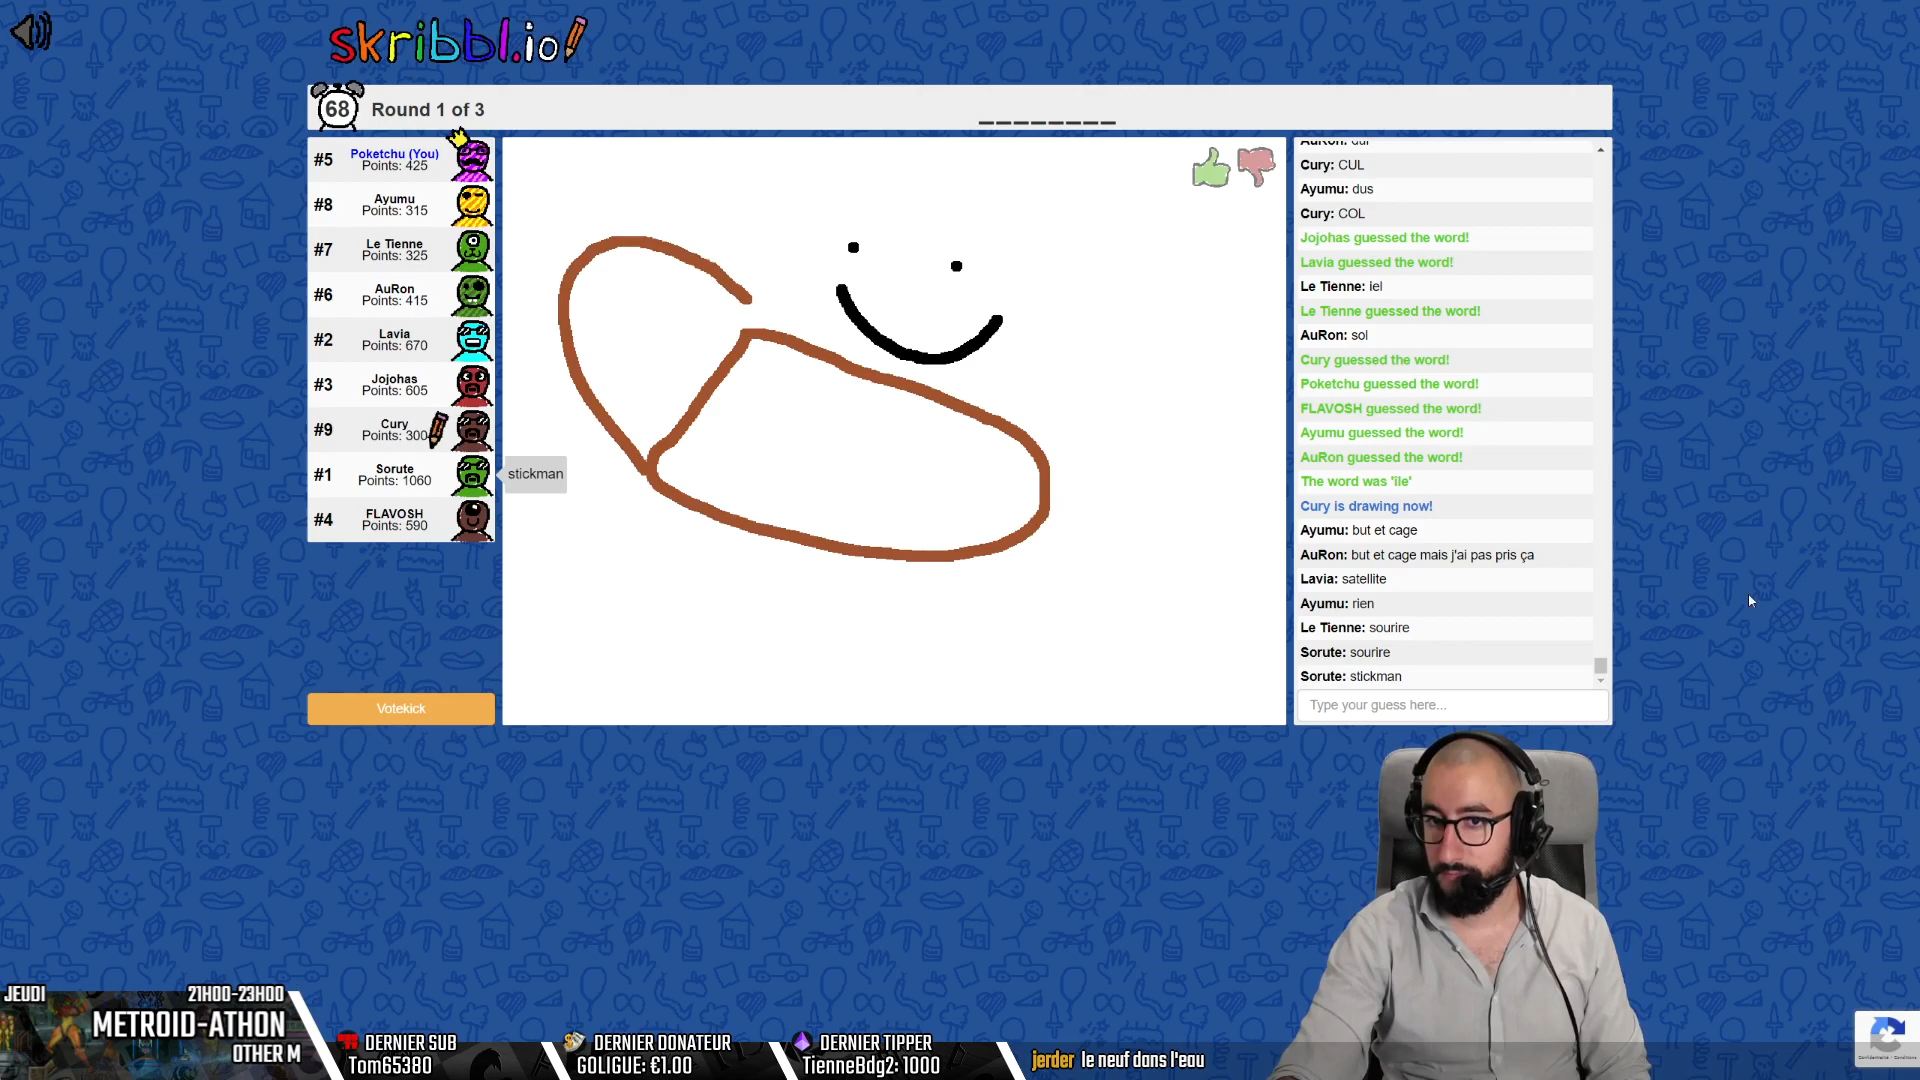 skribbl.io
68
Round 1 of 3
________
#5
Poketchu (You)
Points: 425
#8
Ayumu
Points: 315
#7
Le Tienne
Points: 325
#6
AuRon
Points: 415
#2
Lavia
Points: 670
#3
Jojohas
Points: 605
#9
Cury
Points: 300
#1
Sorute
Points: 1060
#4
FLAVOSH
Points: 590
stickman
Votekick
Cury: CUL
Ayumu: dus
Cury: COL
Jojohas guessed the word!
Lavia guessed the word!
Le Tienne: iel
Le Tienne guessed the word!
AuRon: sol
Cury guessed the word!
Poketchu guessed the word!
FLAVOSH guessed the word!
Ayumu guessed the word!
AuRon guessed the word!
The word was 'île'
Cury is drawing now!
Ayumu: but et cage
AuRon: but et cage mais j'ai pas pris ça
Lavia: satellite
Ayumu: rien
Le Tienne: sourire
Sorute: sourire
Sorute: stickman
Type your guess here...
JEUDI
21H00-23H00
METROID-ATHON
OTHER M
DERNIER SUB
Tom65380
DERNIER DONATEUR
GOLIGUE: €1.00
DERNIER TIPPER
TienneBdg2: 1000
jerder le neuf dans l'eau